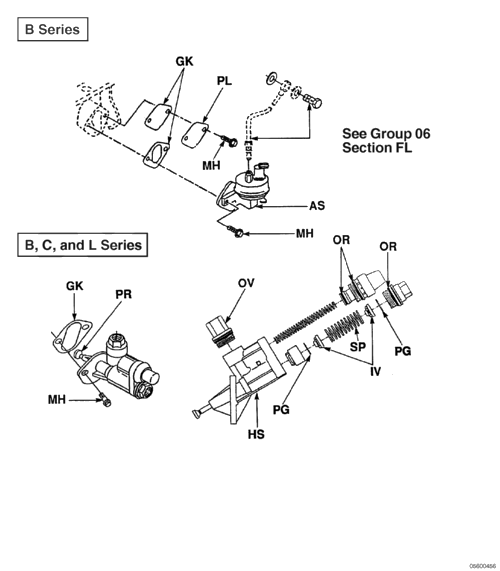 B Series
GK
PL
See Group 06
Section FL
MH
AS
MH
B, C, and L Series
OR
OR
GK
PR
OV
PG
SP
IV
MH
PG
HS
06600466